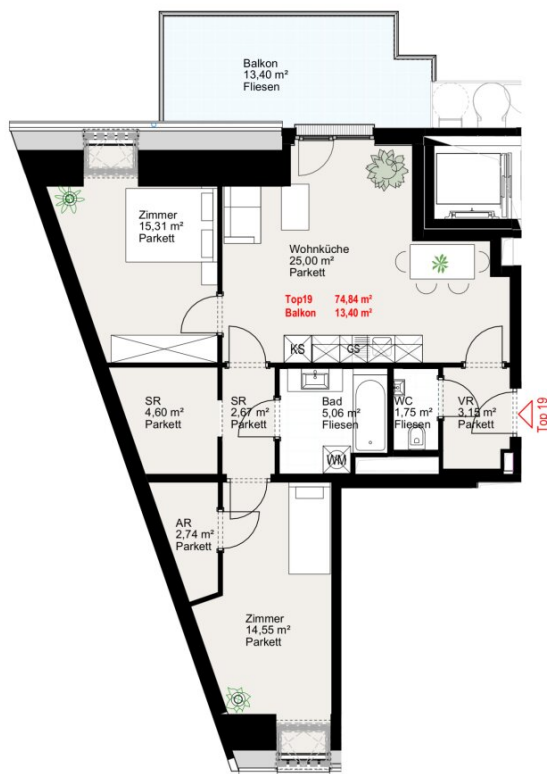 Balkon
13,40 m²
Fliesen
Zimmer
15,31 m²
Parkett
Wohnküche
25,00 m²
Parkett
Top19 74,84 m²
Balkon 13,40 m²
KS
GS
SR
4,60 m²
Parkett
SR
2,67 m²
Parkett
Bad
5,06 m²
Fliesen
WM
WC
1,75 m²
Fliesen
VR
3,15 m²
Parkett
Top 19
AR
2,74 m²
Parkett
Zimmer
14,55 m²
Parkett